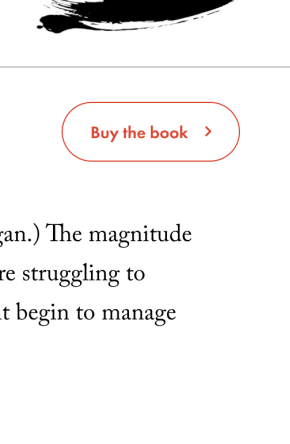 Buy the book
gan.) The magnitude
re struggling to
t begin to manage